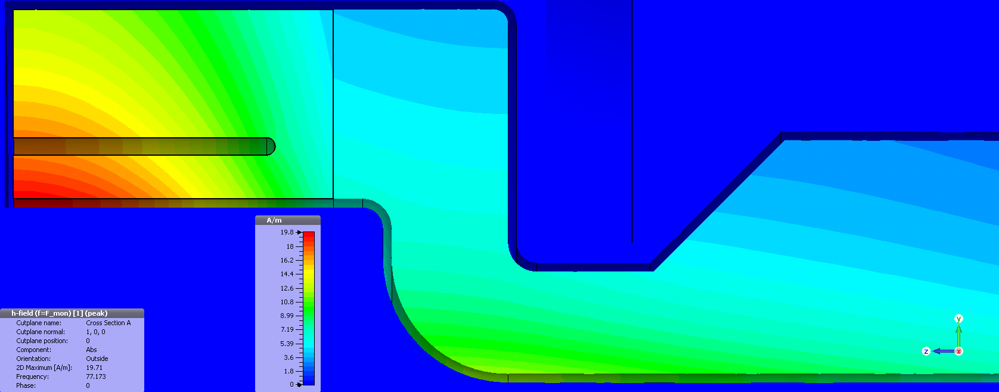 A/m
19.8
18
16.2
14.4
12.6
10.8
8.99
7.19
5.39
3.6
1.8
0
h-field (f=F_mon) [1] (peak)
Cutplane name: Cross Section A
Cutplane normal: 1, 0, 0
Cutplane position: 0
Component: Abs
Orientation: Outside
2D Maximum [A/m]: 19.71
Frequency: 77.173
Phase: 0
y
z
x